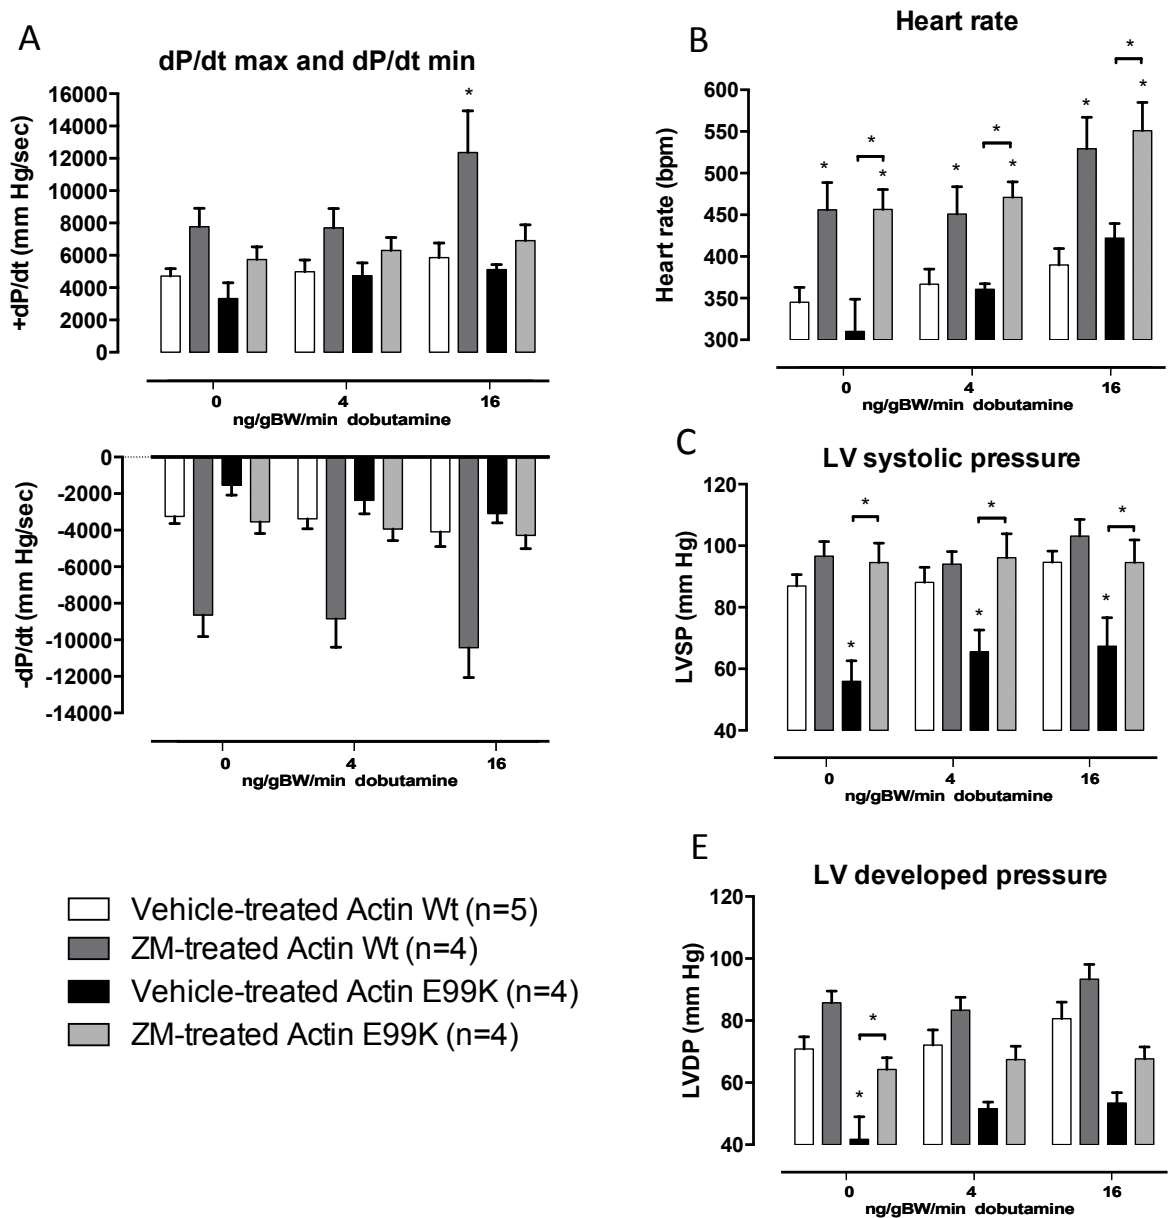 A
dP/dt max and dP/dt min
+dP/dt (mm Hg/sec)
16000
*
14000
12000
10000
8000
6000
4000
2000
0
0 4 16
ng/gBW/min dobutamine
-dP/dt (mm Hg/sec)
0
-2000
-4000
-6000
-8000
-10000
-12000
-14000
0 4 16
ng/gBW/min dobutamine
Vehicle-treated Actin Wt (n=5)
ZM-treated Actin Wt (n=4)
Vehicle-treated Actin E99K (n=4)
ZM-treated Actin E99K (n=4)
B
Heart rate
Heart rate (bpm)
*
* *
* *
* * * *
* *
600
550
500
450
400
350
300
0 4 16
ng/gBW/min dobutamine
C
LV systolic pressure
LVSP (mm Hg)
120
* * *
100
80
* * *
60
40
0 4 16
ng/gBW/min dobutamine
E
LV developed pressure
LVDP (mm Hg)
120
100
80
*
60
*
40
0 4 16
ng/gBW/min dobutamine